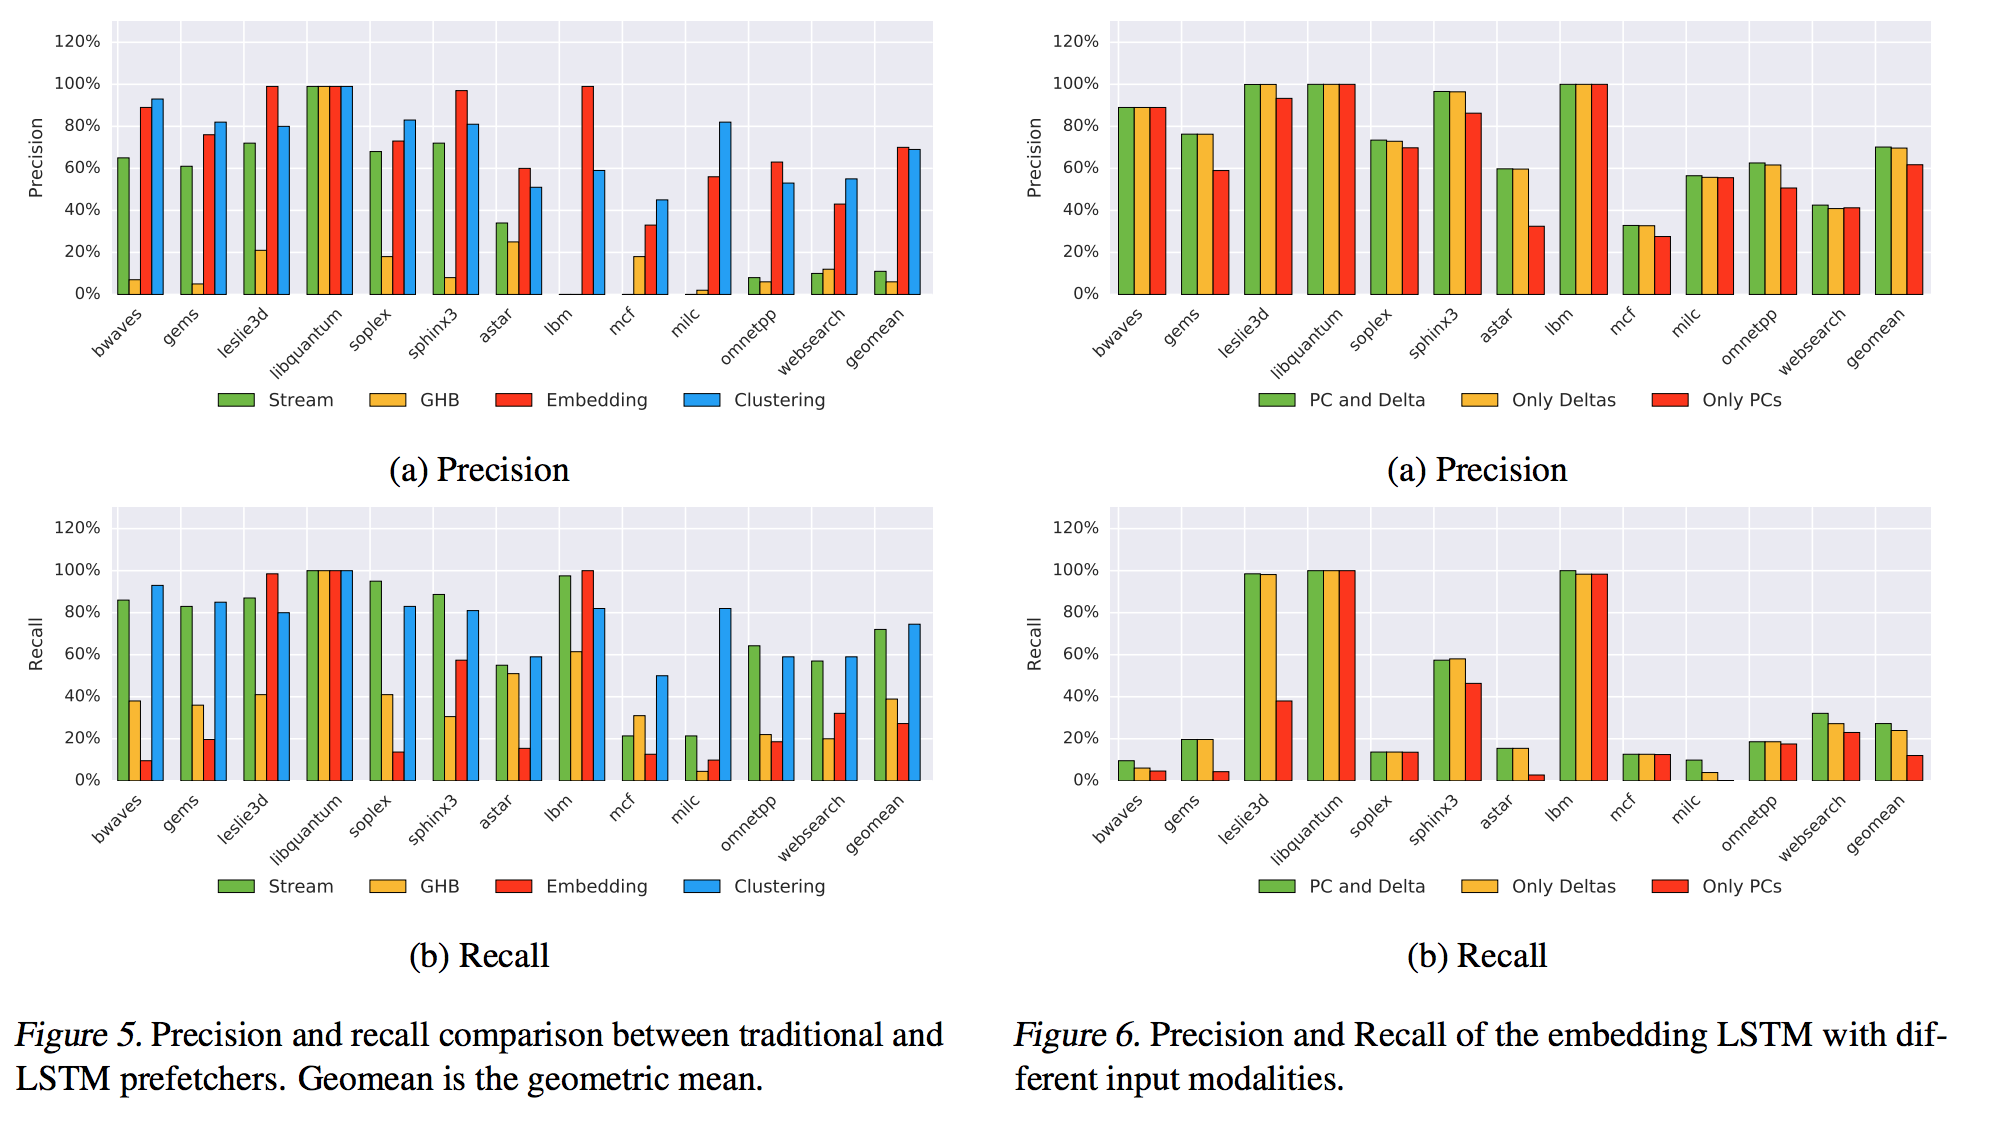 120%
100%
80%
60%
40%
20%
0%
Precision
bwaves
gems
leslie3d
libquantum
soplex
sphinx3
astar
lbm
mcf
milc
omnetpp
websearch
geomean
Stream GHB Embedding Clustering
(a) Precision
120%
100%
80%
60%
40%
20%
0%
Recall
bwaves
gems
leslie3d
libquantum
soplex
sphinx3
astar
lbm
mcf
milc
omnetpp
websearch
geomean
Stream GHB Embedding Clustering
(b) Recall
Figure 5. Precision and recall comparison between traditional and
LSTM prefetchers. Geomean is the geometric mean.
120%
100%
80%
60%
40%
20%
0%
Precision
bwaves
gems
leslie3d
libquantum
soplex
sphinx3
astar
lbm
mcf
milc
omnetpp
websearch
geomean
PC and Delta Only Deltas Only PCs
(a) Precision
120%
100%
80%
60%
40%
20%
0%
Recall
bwaves
gems
leslie3d
libquantum
soplex
sphinx3
astar
lbm
mcf
milc
omnetpp
websearch
geomean
PC and Delta Only Deltas Only PCs
(b) Recall
Figure 6. Precision and Recall of the embedding LSTM with dif-
ferent input modalities.